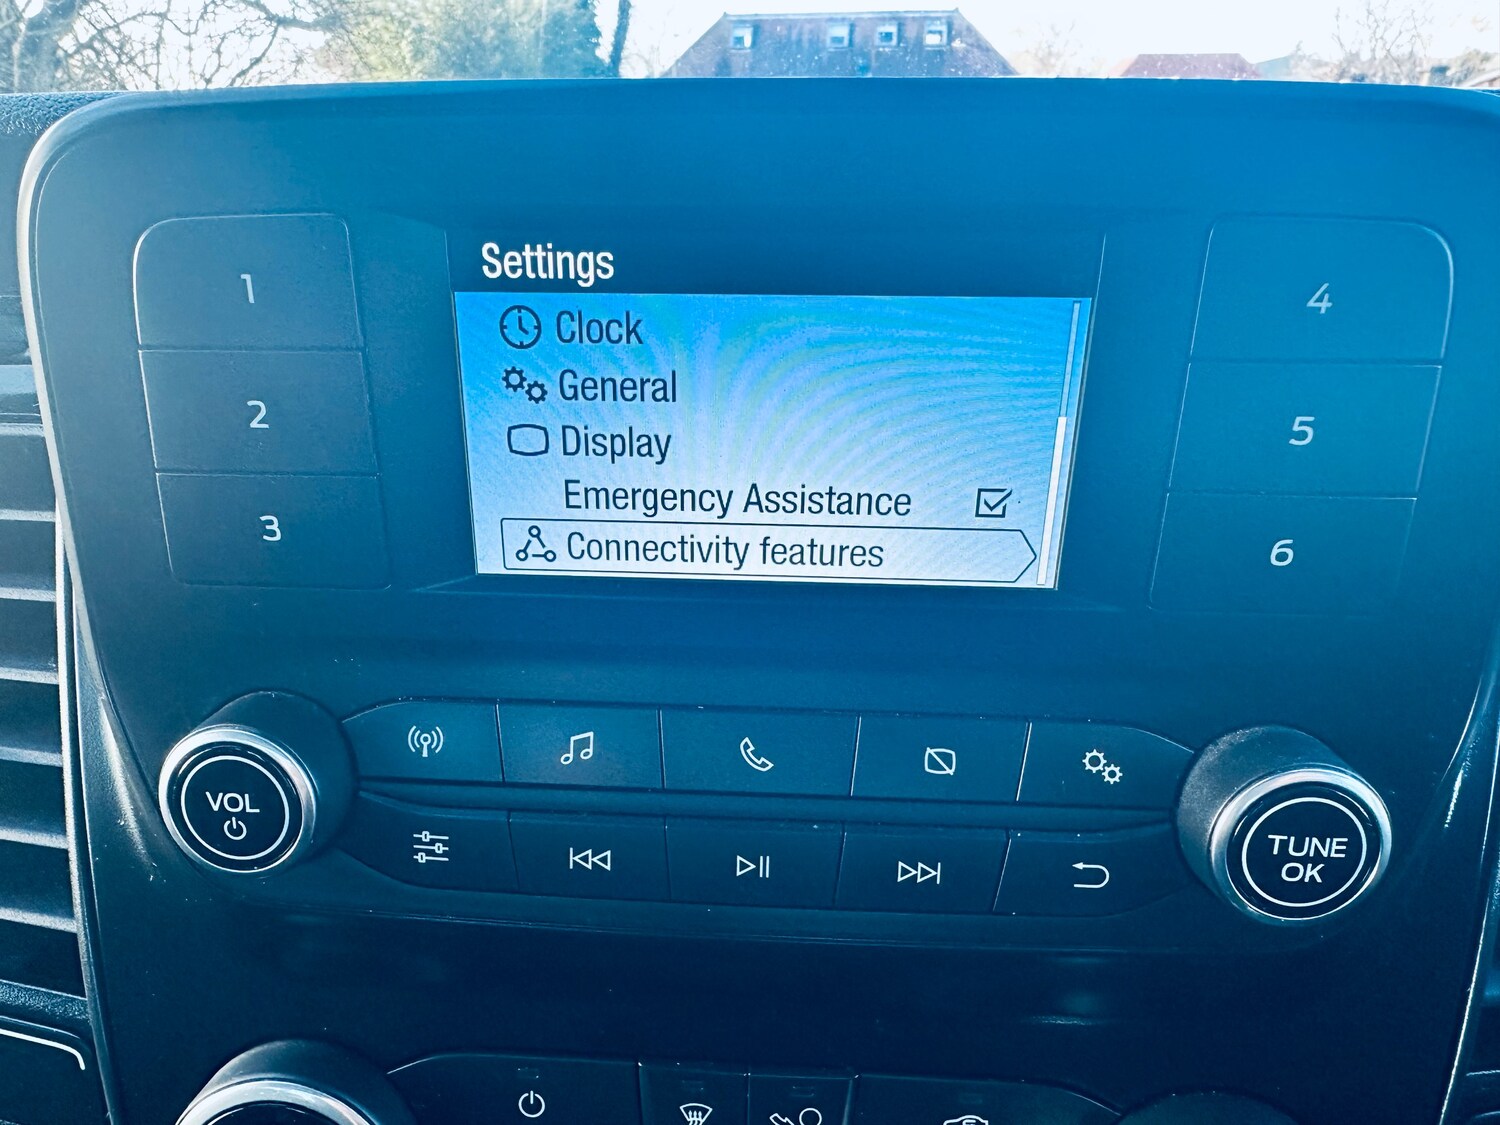 Settings
Clock
General
Display
Emergency Assistance
Connectivity features
1
2
3
4
5
6
VOL
TUNE
OK